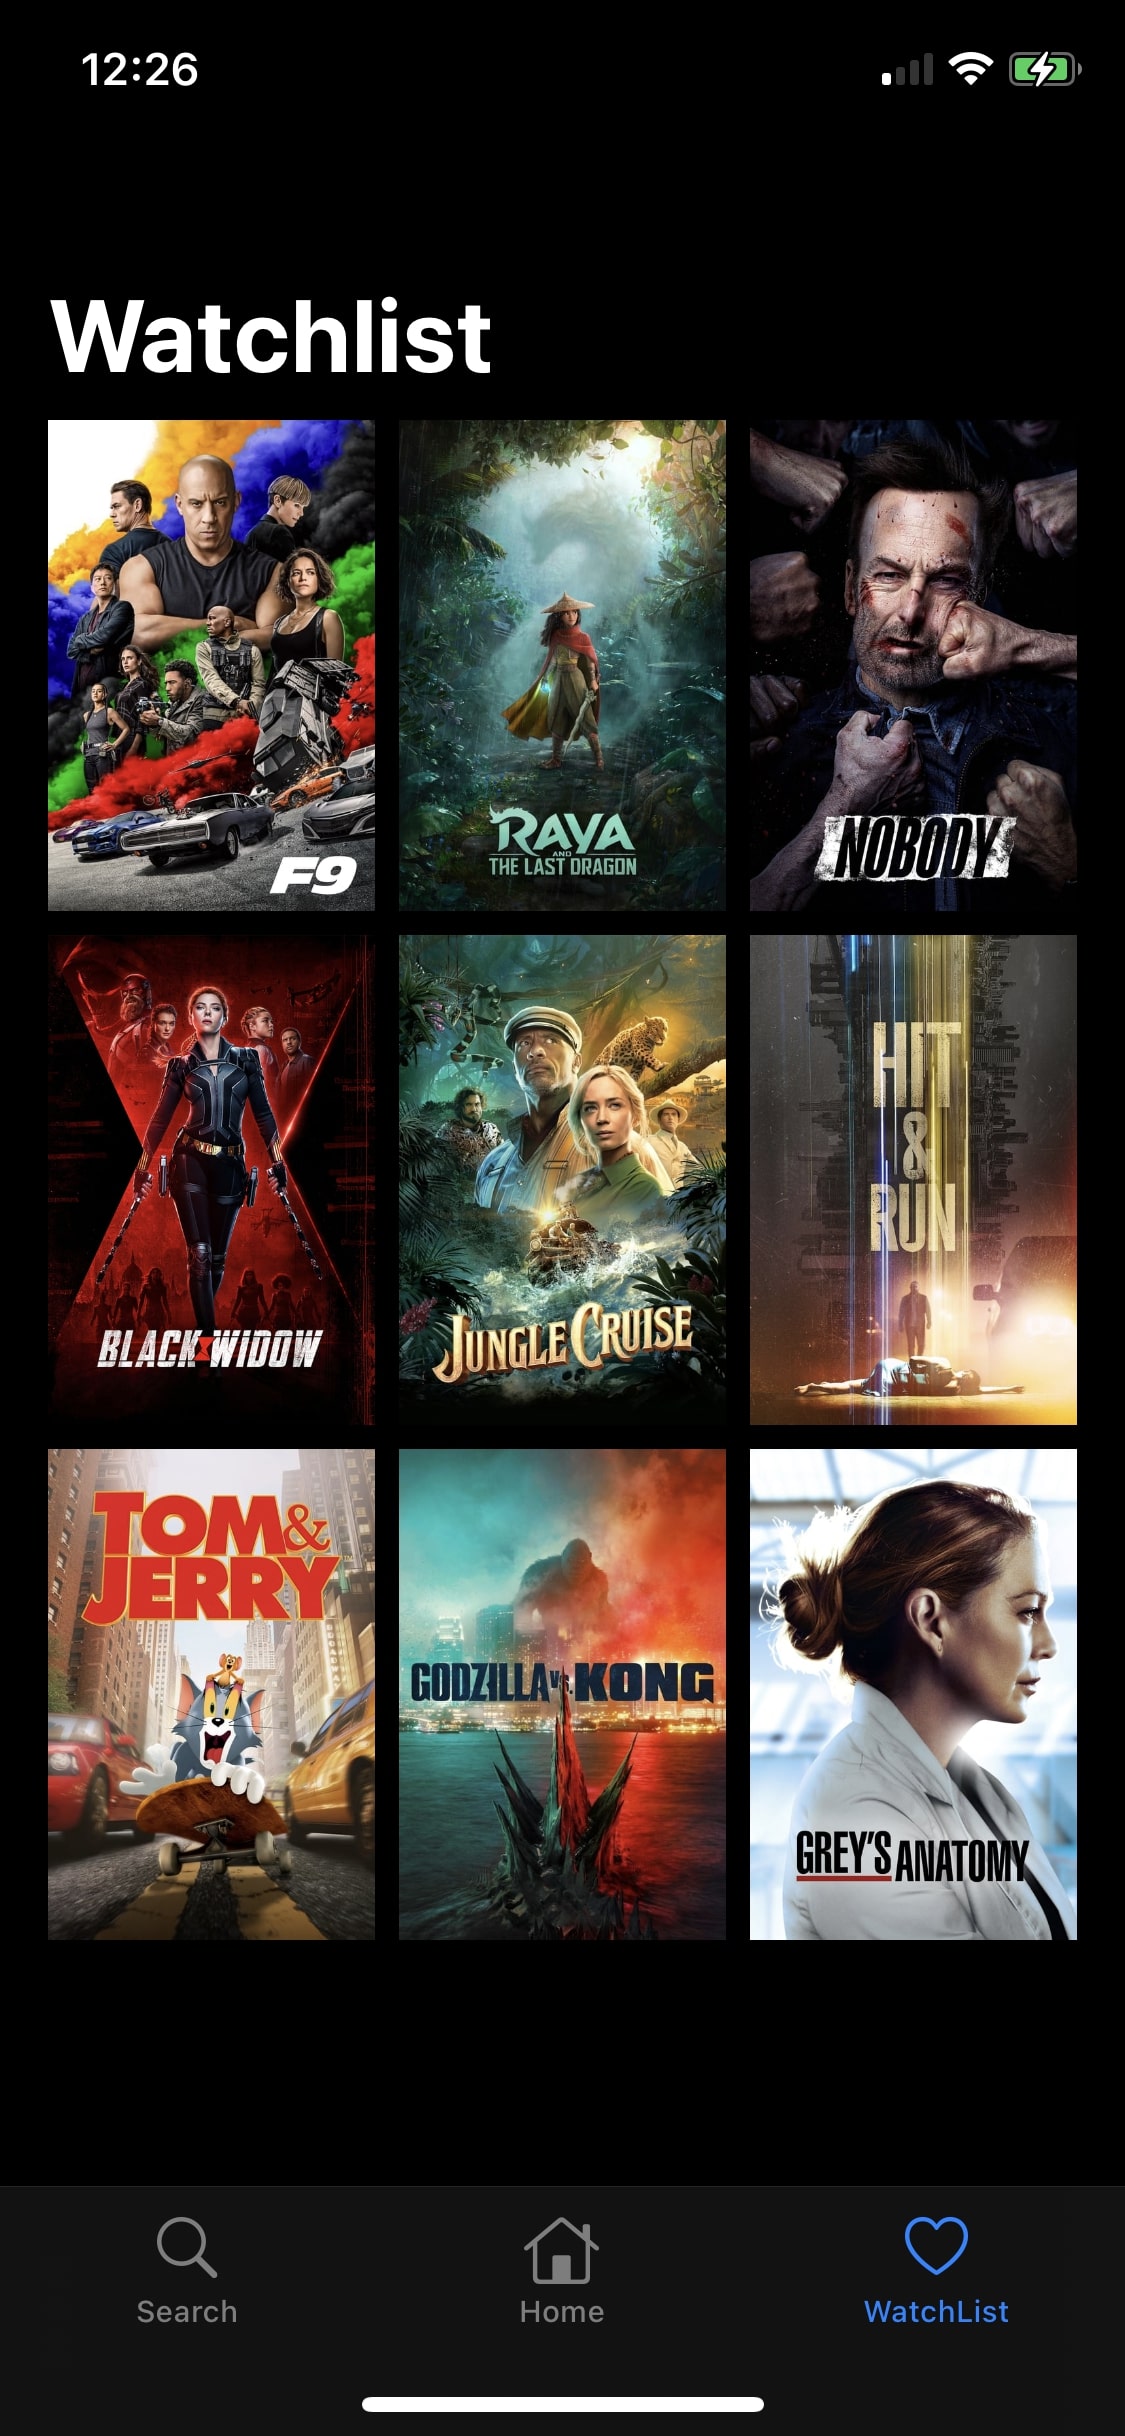 12:26
Watchlist
F9
RAYA
AND
THE LAST DRAGON
NOBODY
BLACK WIDOW
JUNGLE CRUISE
HIT
&
RUN
TOM &
JERRY
GODZILLA VS. KONG
GREY'S ANATOMY
Search
Home
WatchList